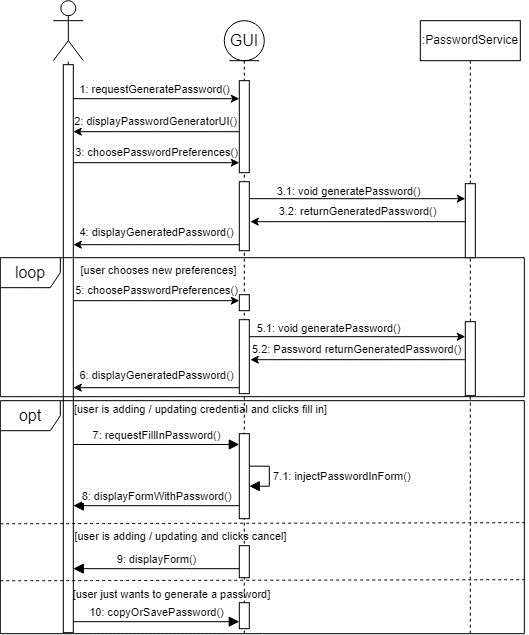 GUI
:PasswordService
1: requestGeneratePassword()
2: displayPasswordGeneratorUI()
3: choosePasswordPreferences()
3.1: void generatePassword()
3.2: returnGeneratedPassword()
4: displayGeneratedPassword()
loop
[user chooses new preferences]
5: choosePasswordPreferences()
5.1: void generatePassword()
5.2: Password returnGeneratedPassword()
6: displayGeneratedPassword()
opt
[user is adding / updating credential and clicks fill in]
7: requestFillInPassword()
7.1: injectPasswordInForm()
8: displayFormWithPassword()
[user is adding / updating and clicks cancel]
9: displayForm()
[user just wants to generate a password]
10: copyOrSavePassword()